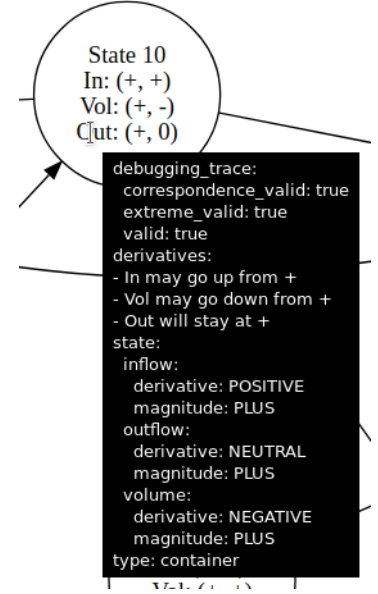 State 10
In: (+, +)
Vol: (+, -)
Out: (+, 0)
debugging_trace:
correspondence_valid: true
extreme_valid: true
valid: true
derivatives:
- In may go up from +
- Vol may go down from +
- Out will stay at +
state:
inflow:
derivative: POSITIVE
magnitude: PLUS
outflow:
derivative: NEUTRAL
magnitude: PLUS
volume:
derivative: NEGATIVE
magnitude: PLUS
type: container